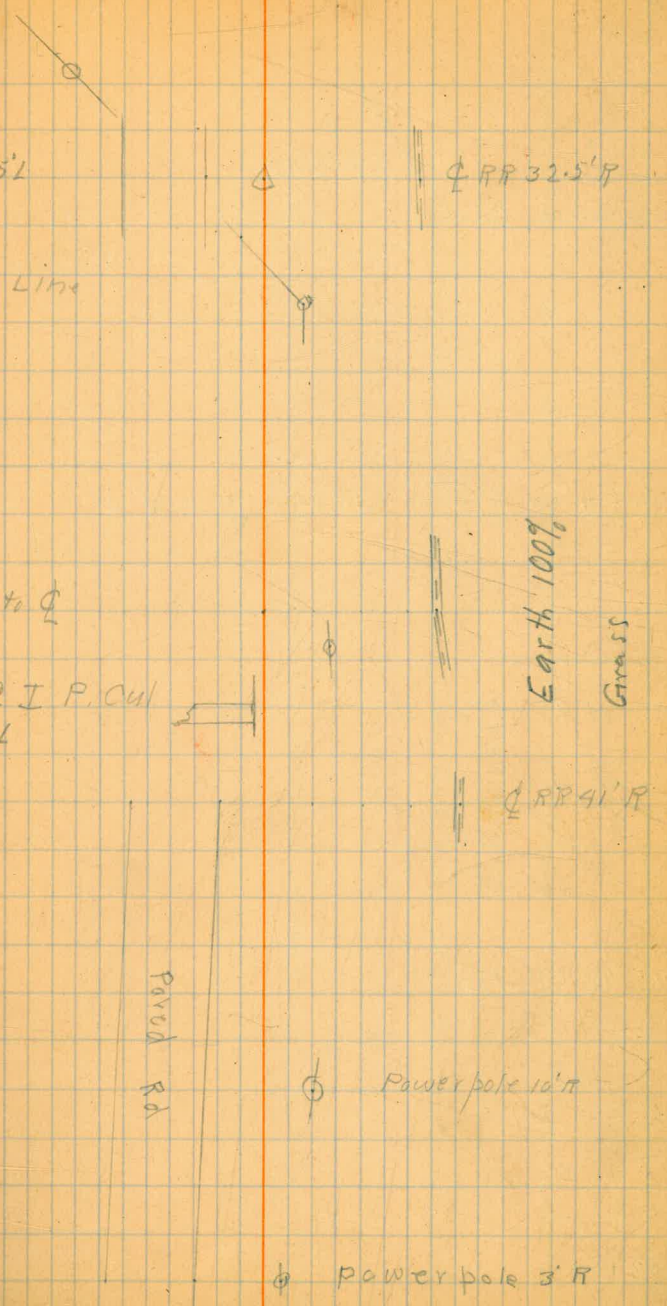 5'L
℄ RR 32.5' R
Line
Earth 100%
Grass
to ℄
I P. Cul
L
℄ RR 41' R
Paved Rd
Power pole 10' R
power pole 3' R